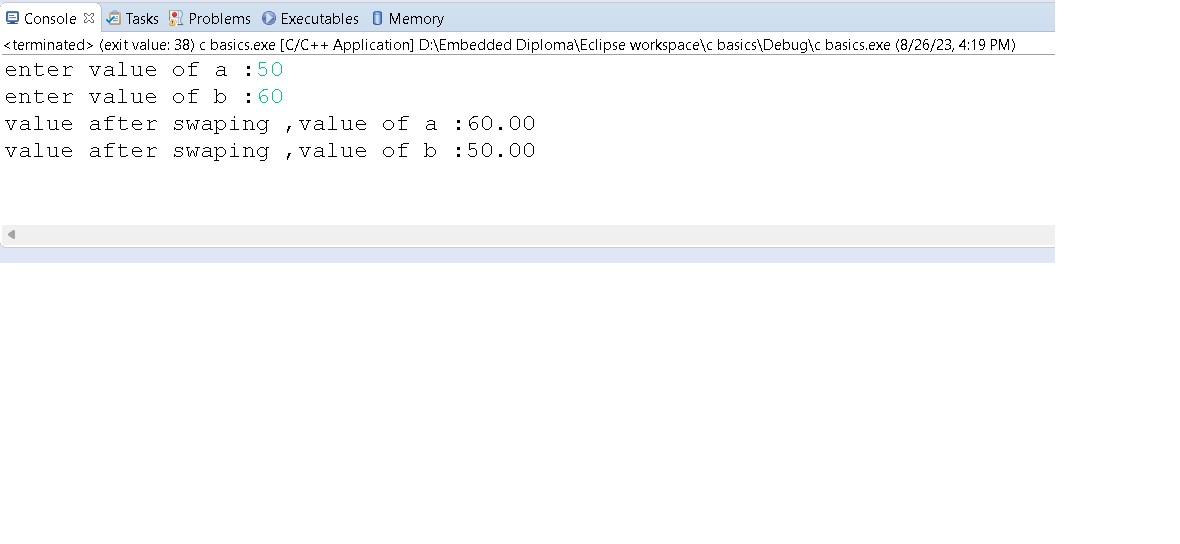 Console Tasks Problems Executables Memory
<terminated> (exit value: 38) c basics.exe [C/C++ Application] D:\Embedded Diploma\Eclipse workspace\c basics\Debug\c basics.exe (8/26/23, 4:19 PM)
enter value of a :50
enter value of b :60
value after swaping ,value of a :60.00
value after swaping ,value of b :50.00